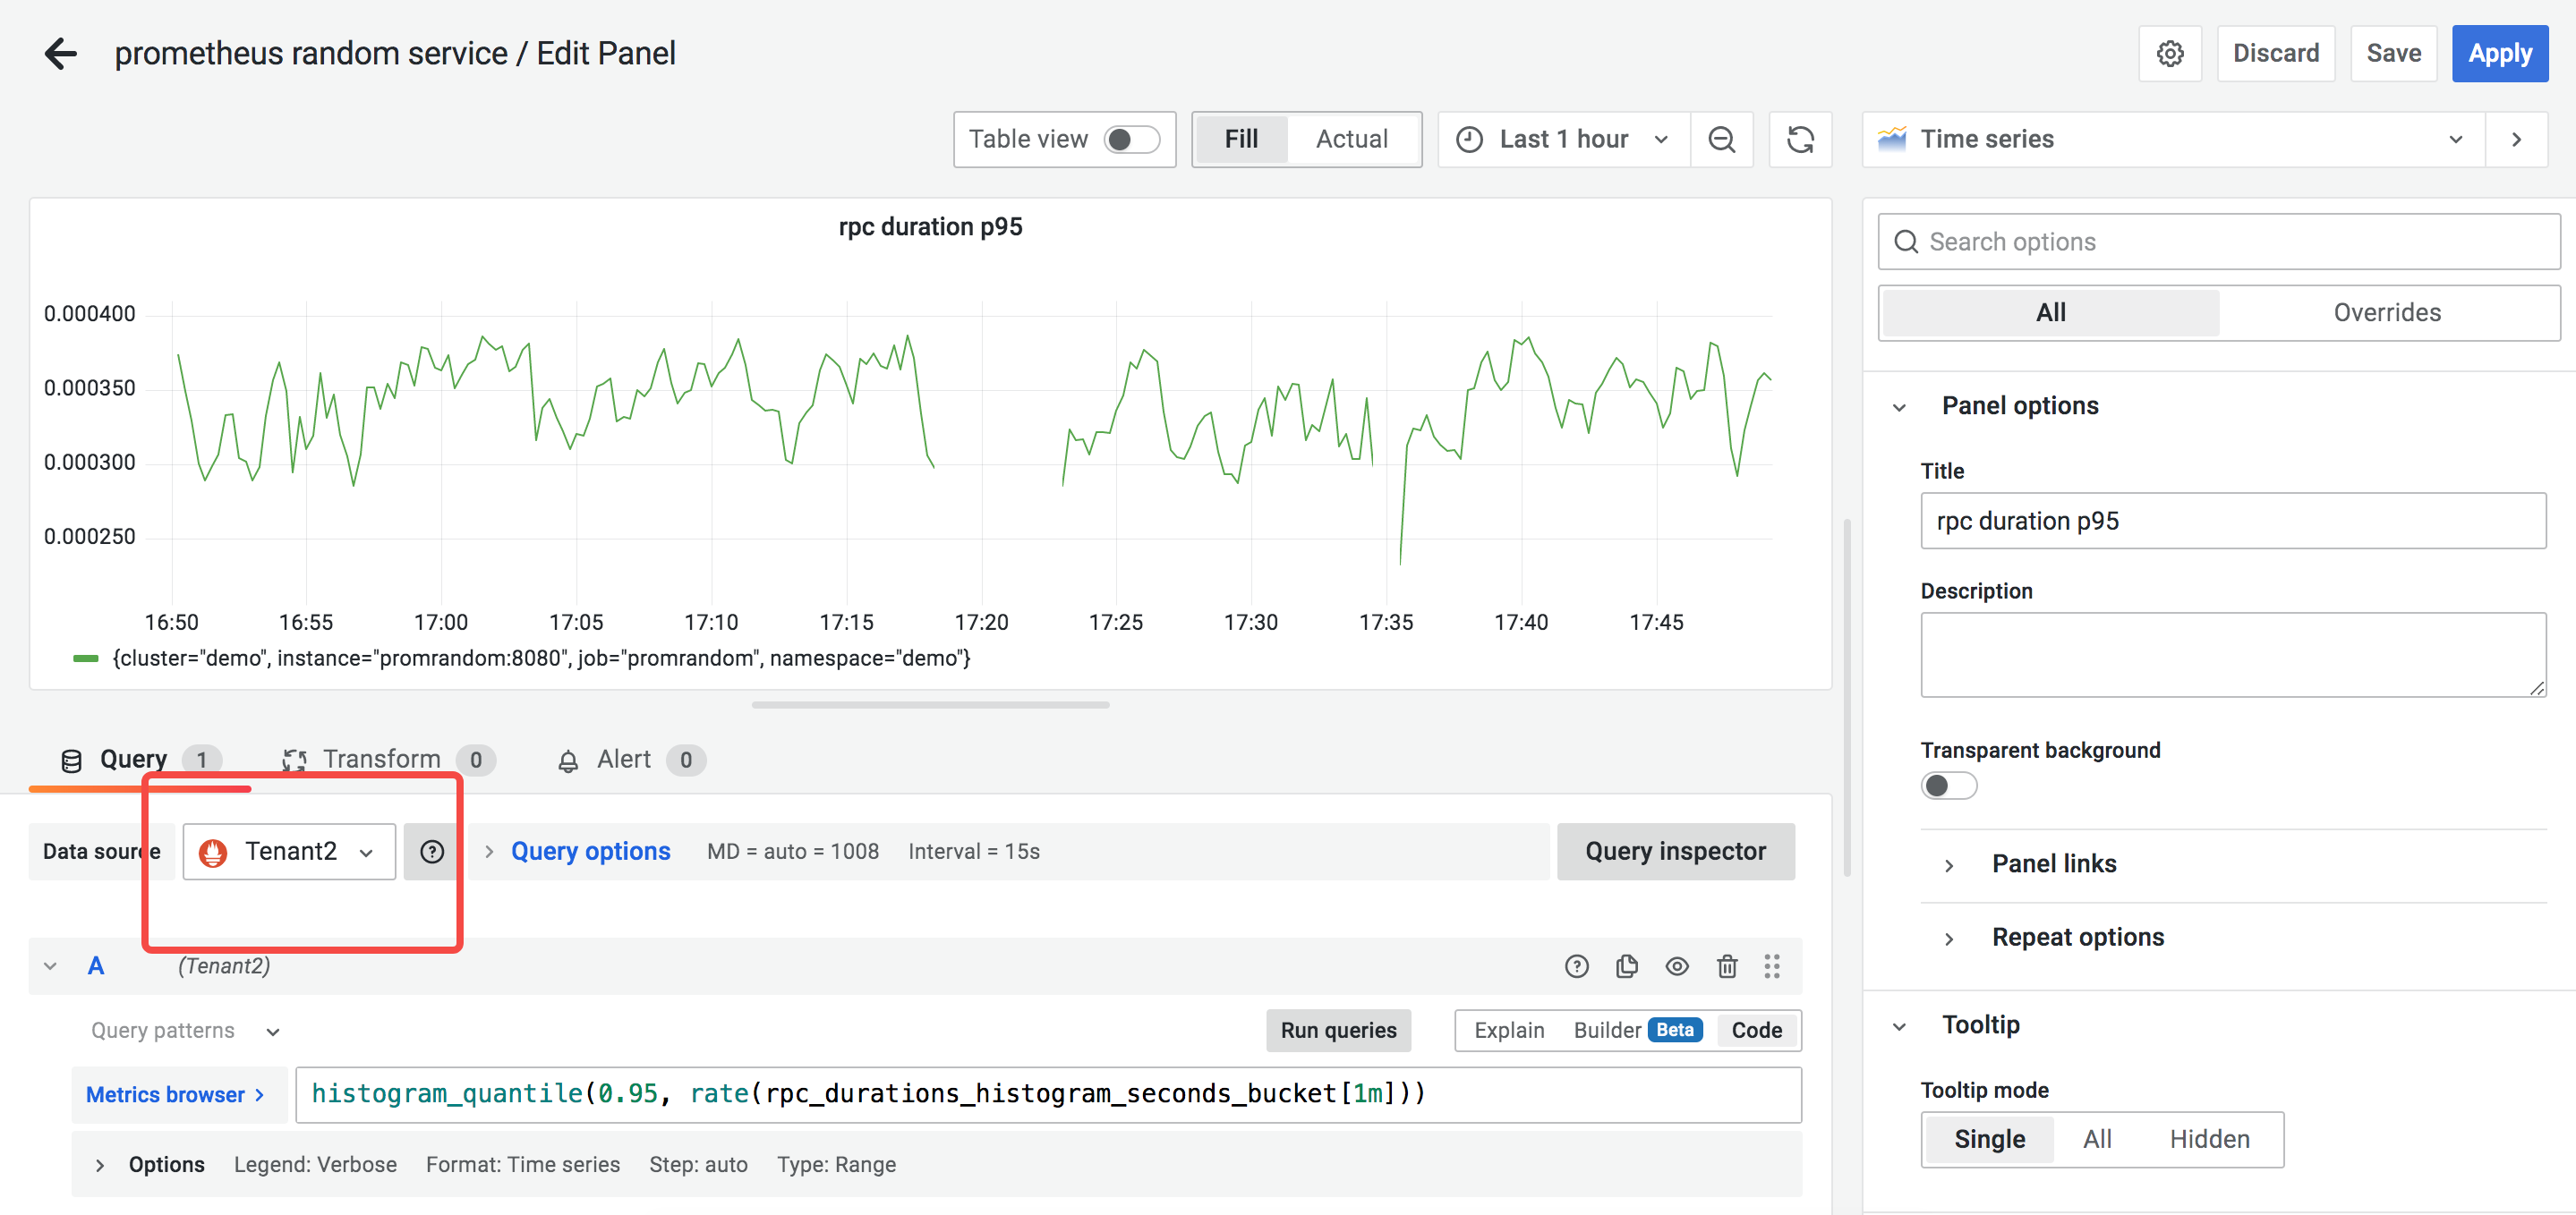 prometheus random service / Edit Panel
Discard
Save
Apply
Table view
Fill
Actual
Last 1 hour
Time series
rpc duration p95
Search options
All
Overrides
0.000400
0.000350
0.000300
0.000250
16:50 16:55 17:00 17:05 17:10 17:15 17:20 17:25 17:30 17:35 17:40 17:45
{cluster="demo", instance="promrandom:8080", job="promrandom", namespace="demo"}
Panel options
Title
rpc duration p95
Description
Transparent background
Panel links
Repeat options
Tooltip
Tooltip mode
Single
All
Hidden
Query 1
Transform 0
Alert 0
Data source
Tenant2
Query options
MD = auto = 1008
Interval = 15s
Query inspector
A
(Tenant2)
Query patterns
Run queries
Explain
Builder Beta
Code
Metrics browser >
histogram_quantile(0.95, rate(rpc_durations_histogram_seconds_bucket[1m]))
Options
Legend: Verbose
Format: Time series
Step: auto
Type: Range